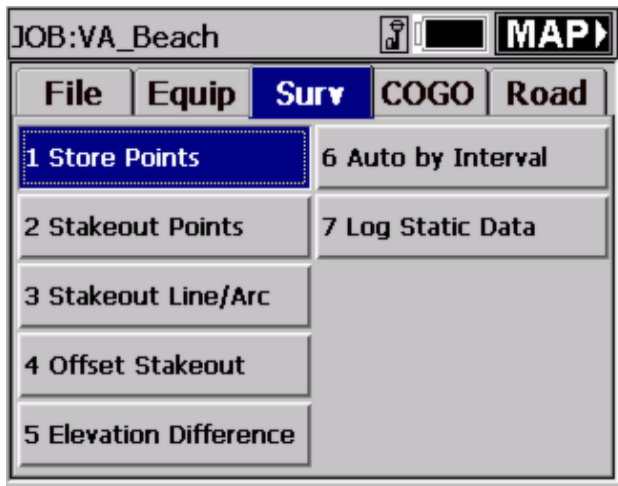 JOB:VA_Beach MAP
File Equip Surv COGO Road
1 Store Points
2 Stakeout Points
3 Stakeout Line/Arc
4 Offset Stakeout
5 Elevation Difference
6 Auto by Interval
7 Log Static Data